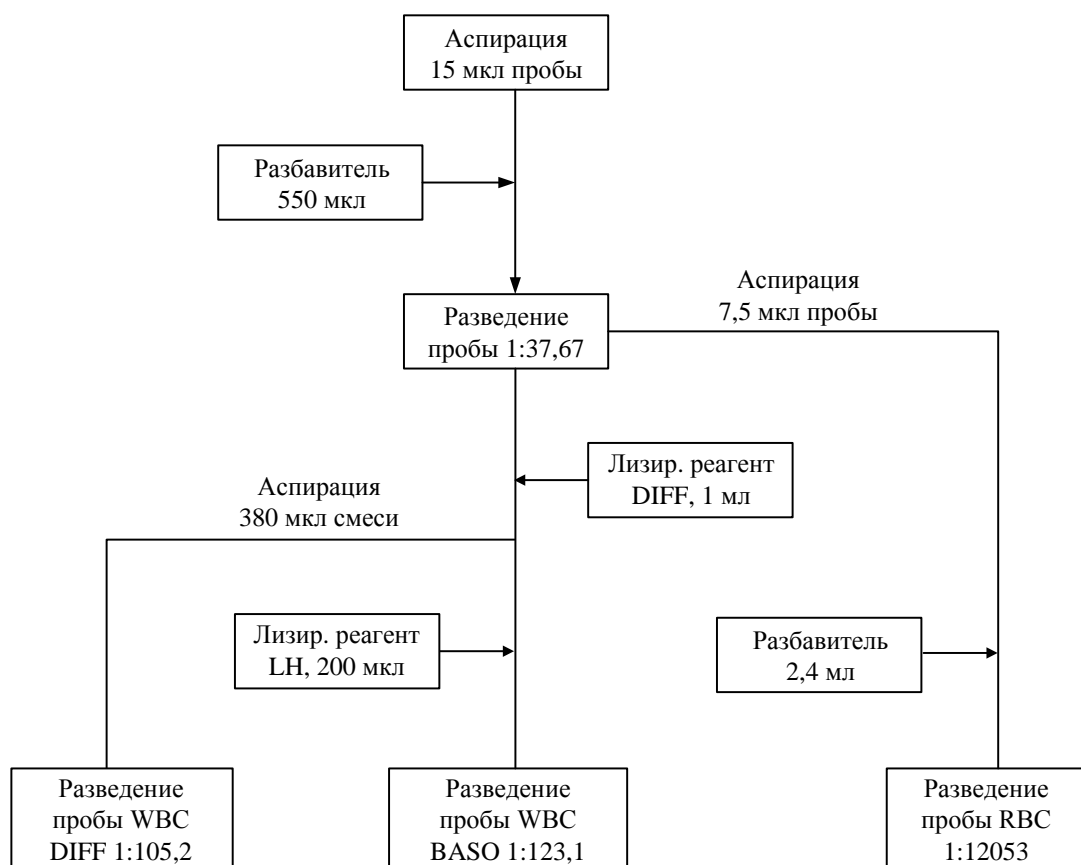 Аспирация
15 мкл пробы
Разбавитель
550 мкл
Аспирация
7,5 мкл пробы
Разведение
пробы 1:37,67
Лизир. реагент
DIFF, 1 мл
Аспирация
380 мкл смеси
Лизир. реагент
LH, 200 мкл
Разбавитель
2,4 мл
Разведение
пробы WBC
DIFF 1:105,2
Разведение
пробы WBC
BASO 1:123,1
Разведение
пробы RBC
1:12053